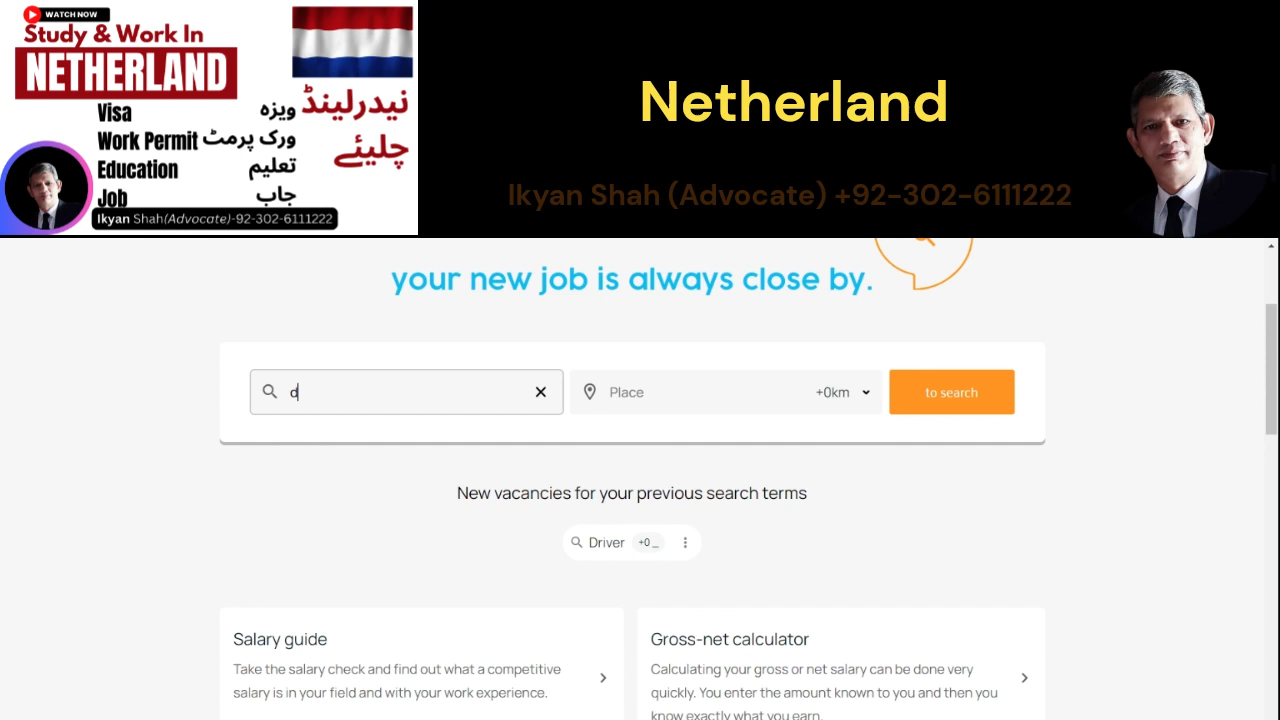 WATCH NOW
Study & Work In
NETHERLAND
نیدرلینڈ
چلیئے
Visa
ویزہ
Work Permit
ورک پرمٹ
Education
تعلیم
Job
جاب
Ikyan Shah(Advocate)-92-302-6111222
Netherland
Ikyan Shah (Advocate) +92-302-6111222
your new job is always close by.
d
Place
+0km
to search
New vacancies for your previous search terms
Driver
+0_
Salary guide
Take the salary check and find out what a competitive
salary is in your field and with your work experience.
Gross-net calculator
Calculating your gross or net salary can be done very
quickly. You enter the amount known to you and then you
know exactly what you earn.